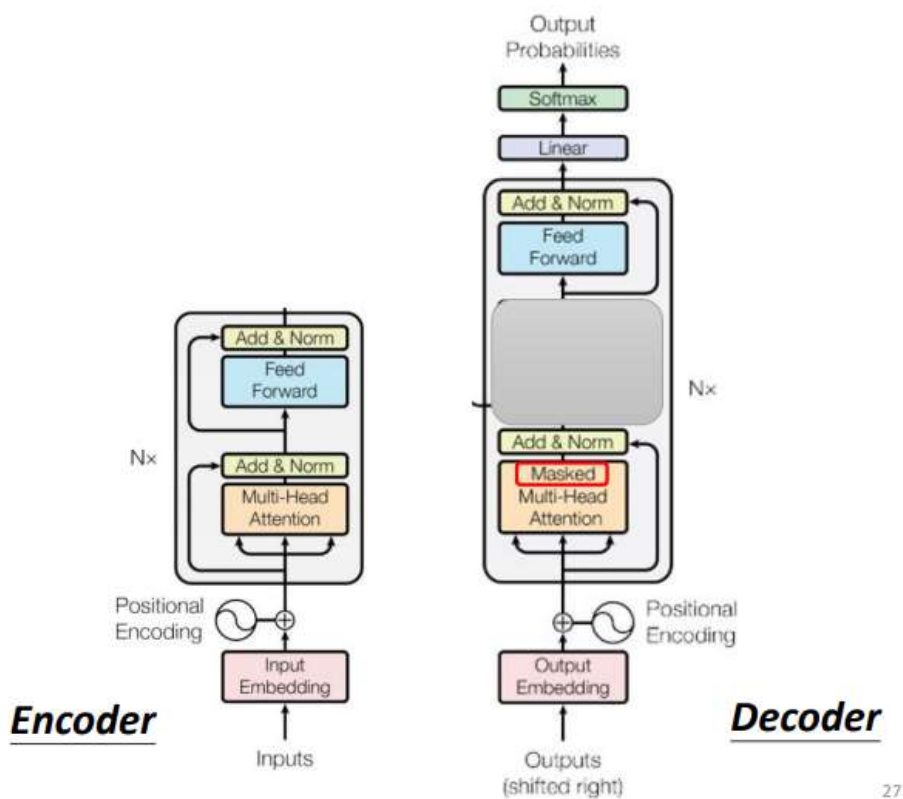 Output
Probabilities
Softmax
Linear
Add & Norm
Feed
Forward
Add & Norm
Masked
Multi-Head
Attention
Nx
Positional
Encoding
Output
Embedding
Outputs
(shifted right)
Decoder
Add & Norm
Feed
Forward
Add & Norm
Multi-Head
Attention
Nx
Positional
Encoding
Input
Embedding
Inputs
Encoder
27